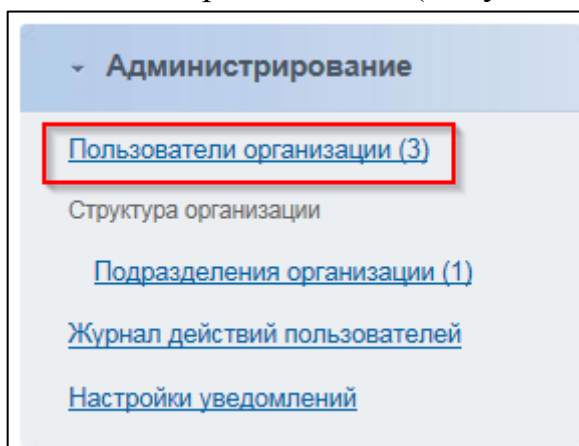 Администрирование
Пользователи организации (3)
Структура организации
Подразделения организации (1)
Журнал действий пользователей
Настройки уведомлений